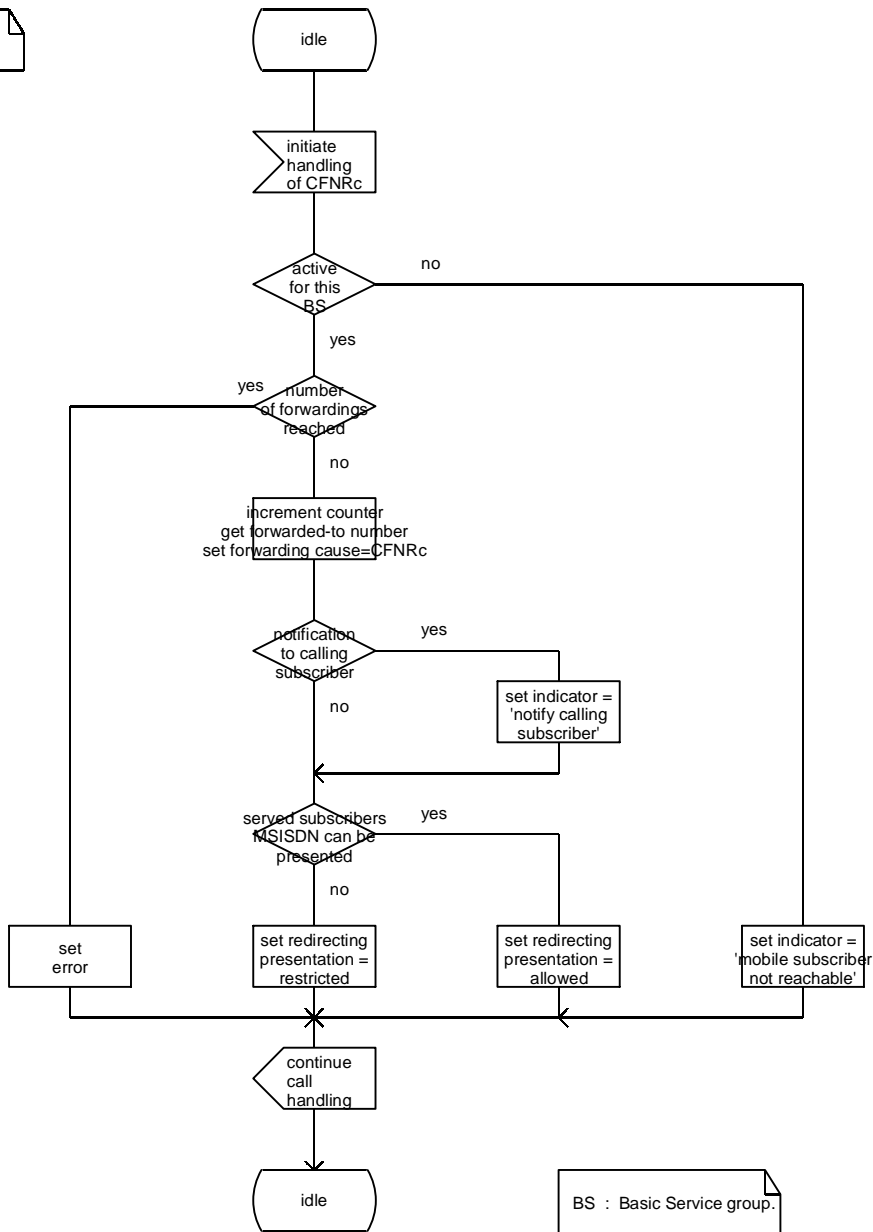 idle
initiate
handling
of CFNRc
active
for this
BS
no
yes
number
of forwardings
reached
yes
no
increment counter
get forwarded-to number
set forwarding cause=CFNRc
notification
to calling
subscriber
yes
no
set indicator =
'notify calling
subscriber'
served subscribers
MSISDN can be
presented
yes
no
set
error
set redirecting
presentation =
restricted
set redirecting
presentation =
allowed
set indicator =
'mobile subscriber
not reachable'
continue
call
handling
idle
BS : Basic Service group.